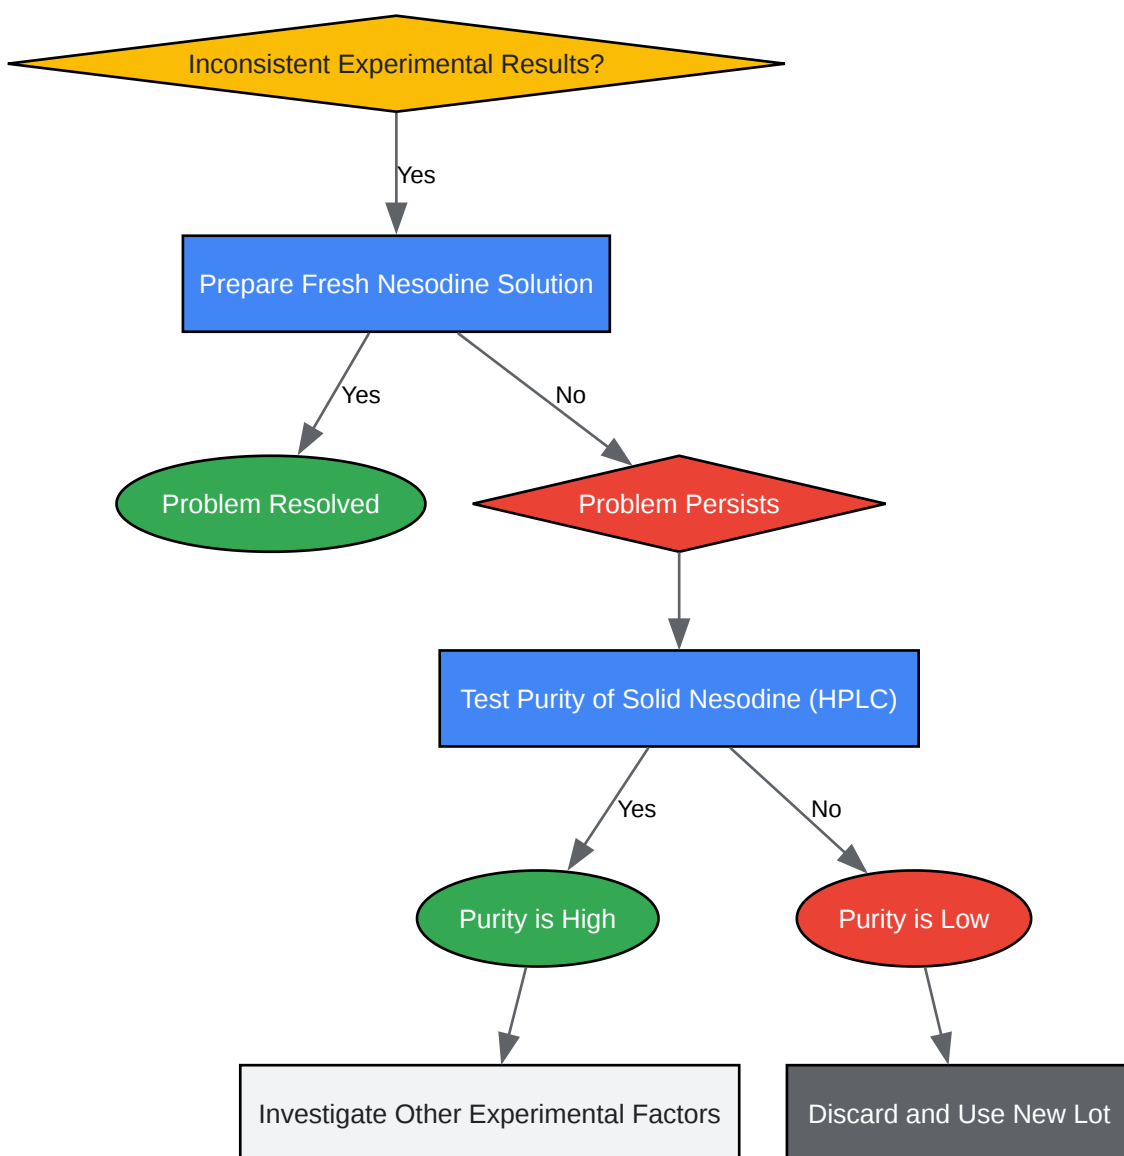 Inconsistent Experimental Results?
Yes
Prepare Fresh Nesodine Solution
Yes
No
Problem Resolved
Problem Persists
Test Purity of Solid Nesodine (HPLC)
Yes
No
Purity is High
Purity is Low
Investigate Other Experimental Factors
Discard and Use New Lot